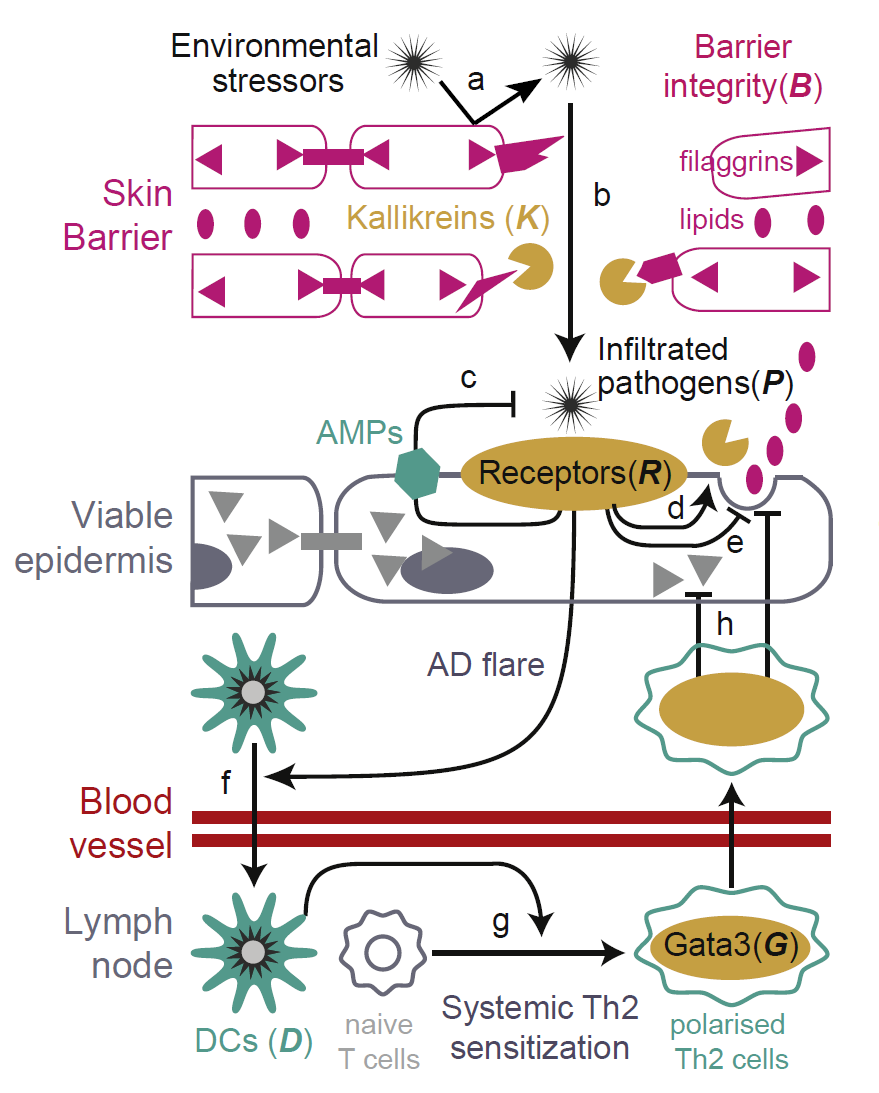 Environmental
stressors
a
Barrier
integrity(B)
Skin
Barrier
filaggrins
lipids
Kallikreins (K)
b
Infiltrated
pathogens(P)
c
AMPs
Receptors(R)
d
e
Viable
epidermis
h
AD flare
f
Blood
vessel
Lymph
node
g
Gata3(G)
DCs (D)
naive
T cells
Systemic Th2
sensitization
polarised
Th2 cells